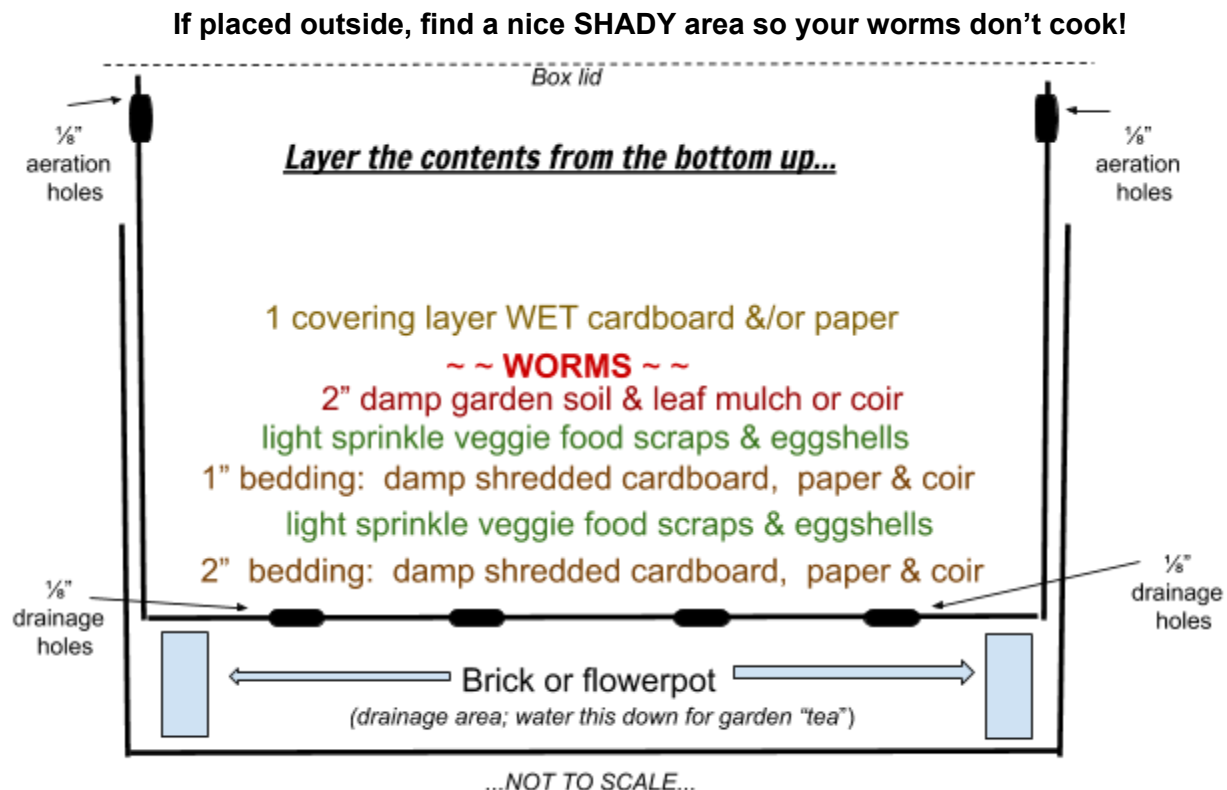 If placed outside, find a nice SHADY area so your worms don’t cook!
Box lid
⅛”
aeration
holes
⅛”
aeration
holes
Layer the contents from the bottom up...
1 covering layer WET cardboard &/or paper
~ ~ WORMS ~ ~
2” damp garden soil & leaf mulch or coir
light sprinkle veggie food scraps & eggshells
1” bedding: damp shredded cardboard, paper & coir
light sprinkle veggie food scraps & eggshells
2” bedding: damp shredded cardboard, paper & coir
⅛”
drainage
holes
⅛”
drainage
holes
Brick or flowerpot
(drainage area; water this down for garden “tea”)
...NOT TO SCALE...